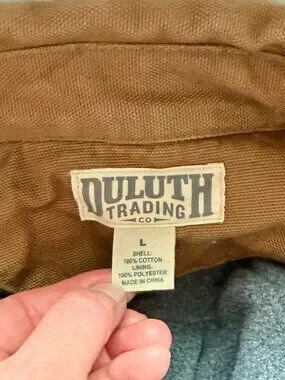 DULUTH
TRADING
CO
L
SHELL:
100% COTTON
LINING:
100% POLYESTER
MADE IN CHINA